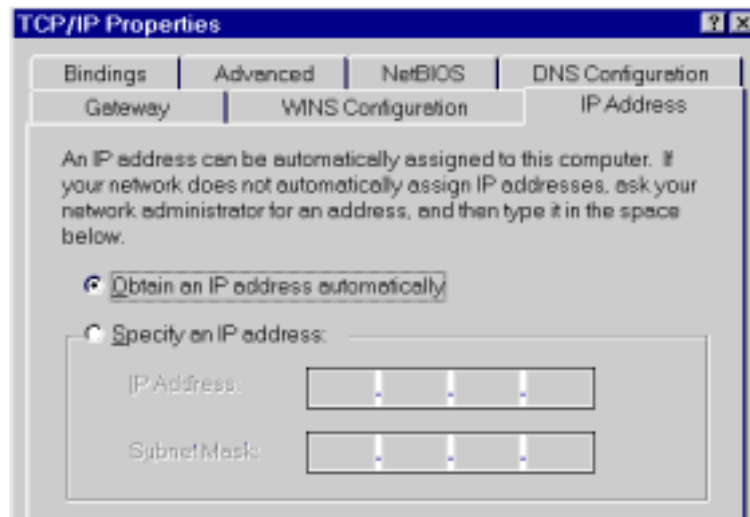 TCP/IP Properties
Bindings Advanced NetBIOS DNS Configuration
Gateway WINS Configuration IP Address
An IP address can be automatically assigned to this computer. If
your network does not automatically assign IP addresses, ask your
network administrator for an address, and then type it in the space
below.
Obtain an IP address automatically
Specify an IP address:
IP Address:
Subnet Mask: